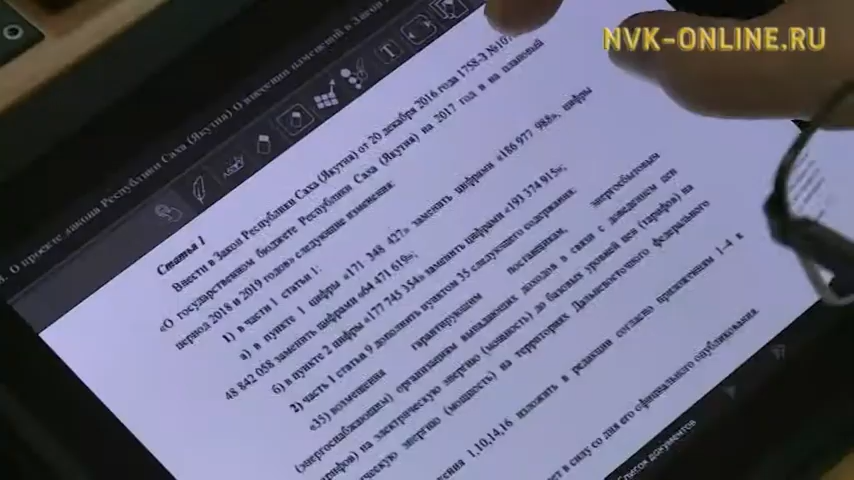 NVK-ONLINE.RU
О проекте закона Республики Саха (Якутия) О внесении изменений в Закон
Статья 1
Внести в Закон Республики Саха (Якутия) от 20 декабря 2016 года 1758-З №107
«О государственном бюджете Республики Саха (Якутия) на 2017 год и на плановый
период 2018 и 2019 годов» следующие изменения:
1) в части 1 статьи 1:
а) в пункте 1 цифры «171 348 427» заменить цифрами «186 977 988», цифры
48 842 058 заменить цифрами «64 471 619»;
б) в пункте 2 цифры «177 745 354» заменить цифрами «193 374 915»;
2) часть 1 статьи 9 дополнить пунктом 35 следующего содержания:
«35) возмещения гарантирующим поставщикам, энергосбытовым
(энергоснабжающим) организациям выпадающих доходов в связи с доведением цен
на электрическую энергию (мощность) до базовых уровней цен (тарифов) на
энергию (мощность) на территориях Дальневосточного федерального
1,10,14,16 изложить в редакции согласно приложениям 1-4 к
в силу со дня его официального опубликования
Список документов